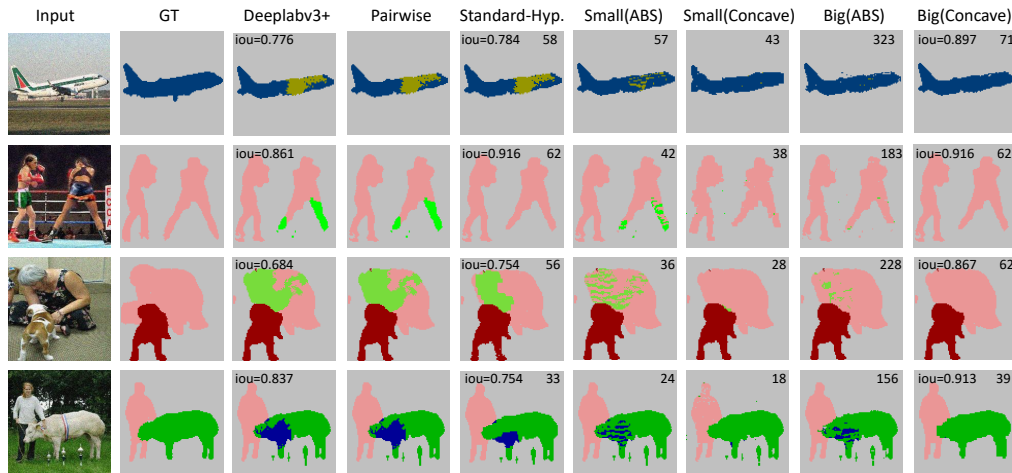 Input GT Deeplabv3+ Pairwise Standard-Hyp. Small(ABS) Small(Concave) Big(ABS) Big(Concave)
iou=0.776 iou=0.784 58 57 43 323 iou=0.897 71
iou=0.861 iou=0.916 62 42 38 183 iou=0.916 62
iou=0.684 iou=0.754 56 36 28 228 iou=0.867 62
iou=0.837 iou=0.754 33 24 18 156 iou=0.913 39